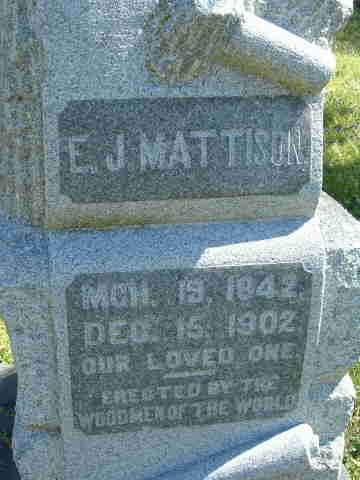 E. J. MATTISON.
MCH. 19. 1842.
DEC. 15. 1902
OUR LOVED ONE.
ERECTED BY THE
WOODMEN OF THE WORLD